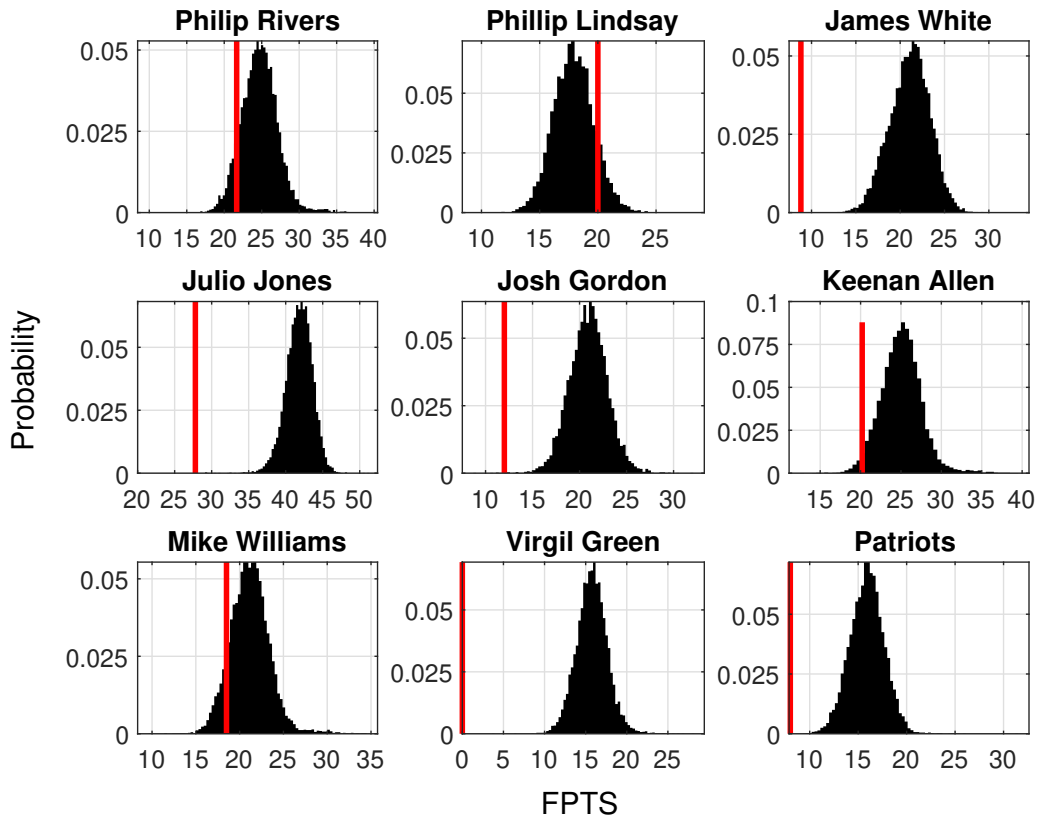 Philip Rivers
0.05
0.025
0
10 15 20 25 30 35 40
Phillip Lindsay
0.05
0.025
0
10 15 20 25
James White
0.05
0.025
0
10 15 20 25 30
Julio Jones
0.05
0.025
0
20 25 30 35 40 45 50
Josh Gordon
0.05
0.025
0
10 15 20 25 30
Keenan Allen
0.1
0.075
0.05
0.025
0
15 20 25 30 35 40
Mike Williams
0.05
0.025
0
10 15 20 25 30 35
Virgil Green
0.05
0.025
0
0 5 10 15 20 25
Patriots
0.05
0.025
0
10 15 20 25 30
Probability
FPTS